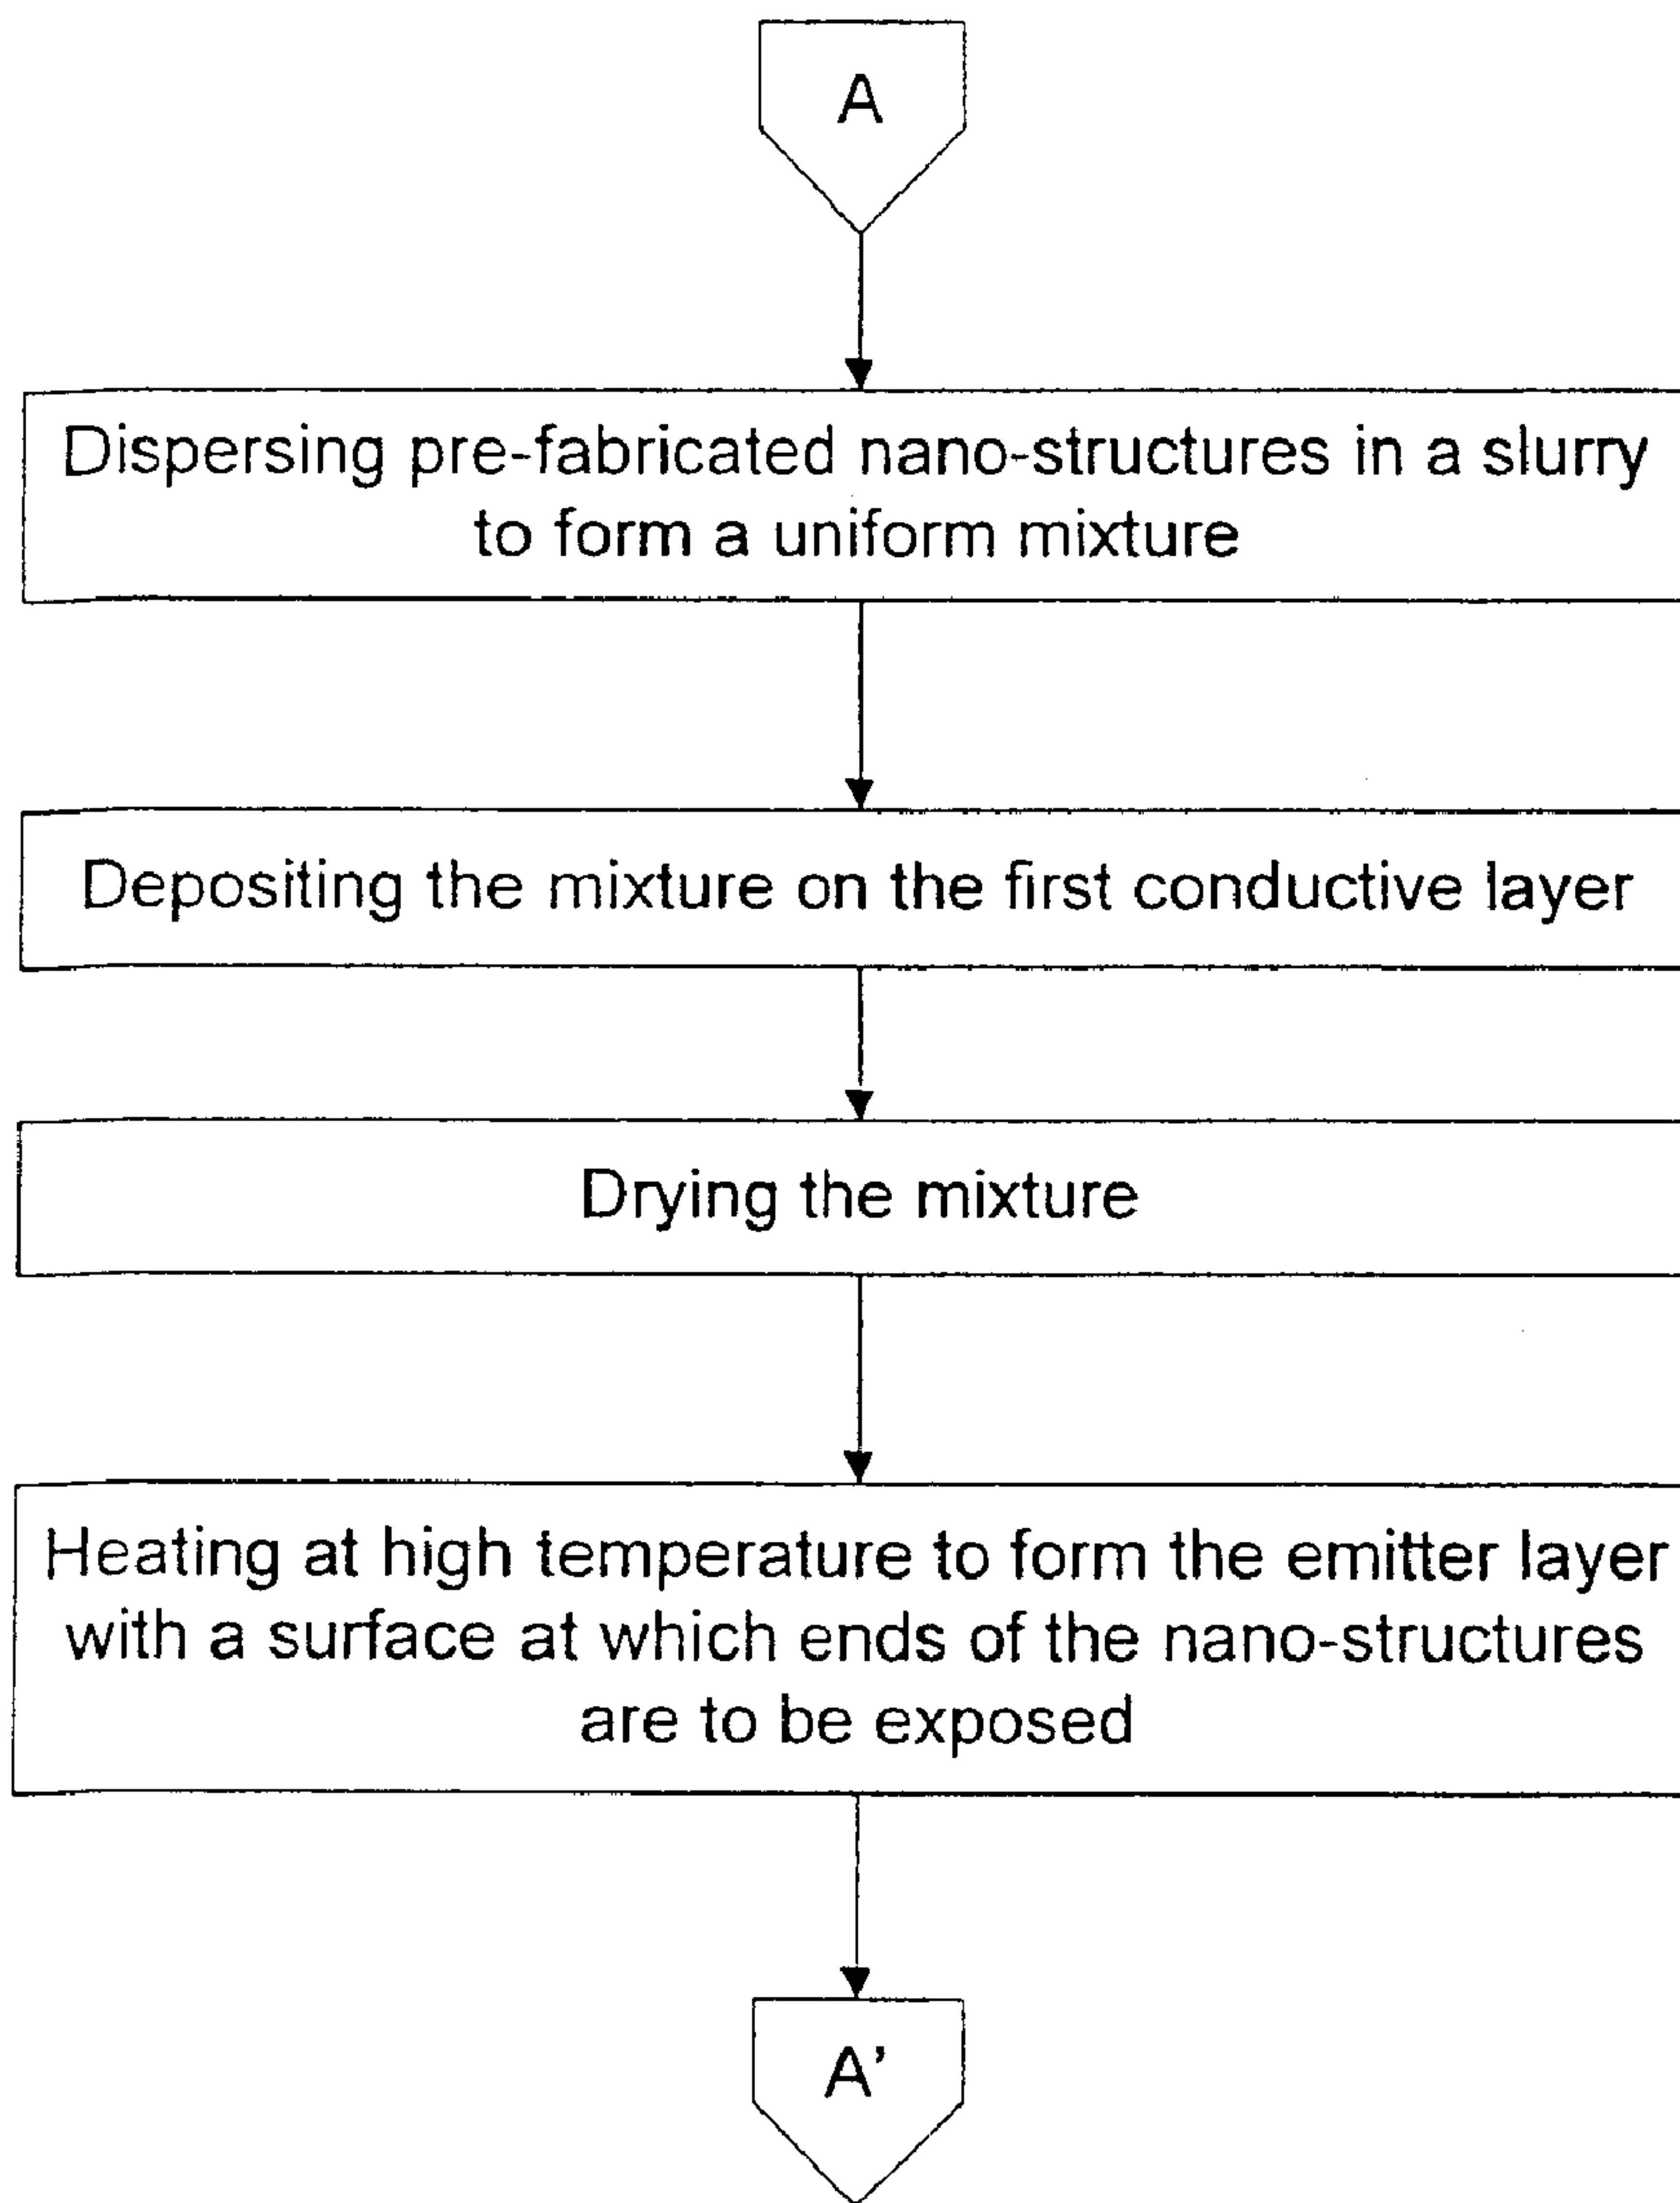 A
Dispersing pre-fabricated nano-structures in a slurry
to form a uniform mixture
Depositing the mixture on the first conductive layer
Drying the mixture
Heating at high temperature to form the emitter layer
with a surface at which ends of the nano-structures
are to be exposed
A'